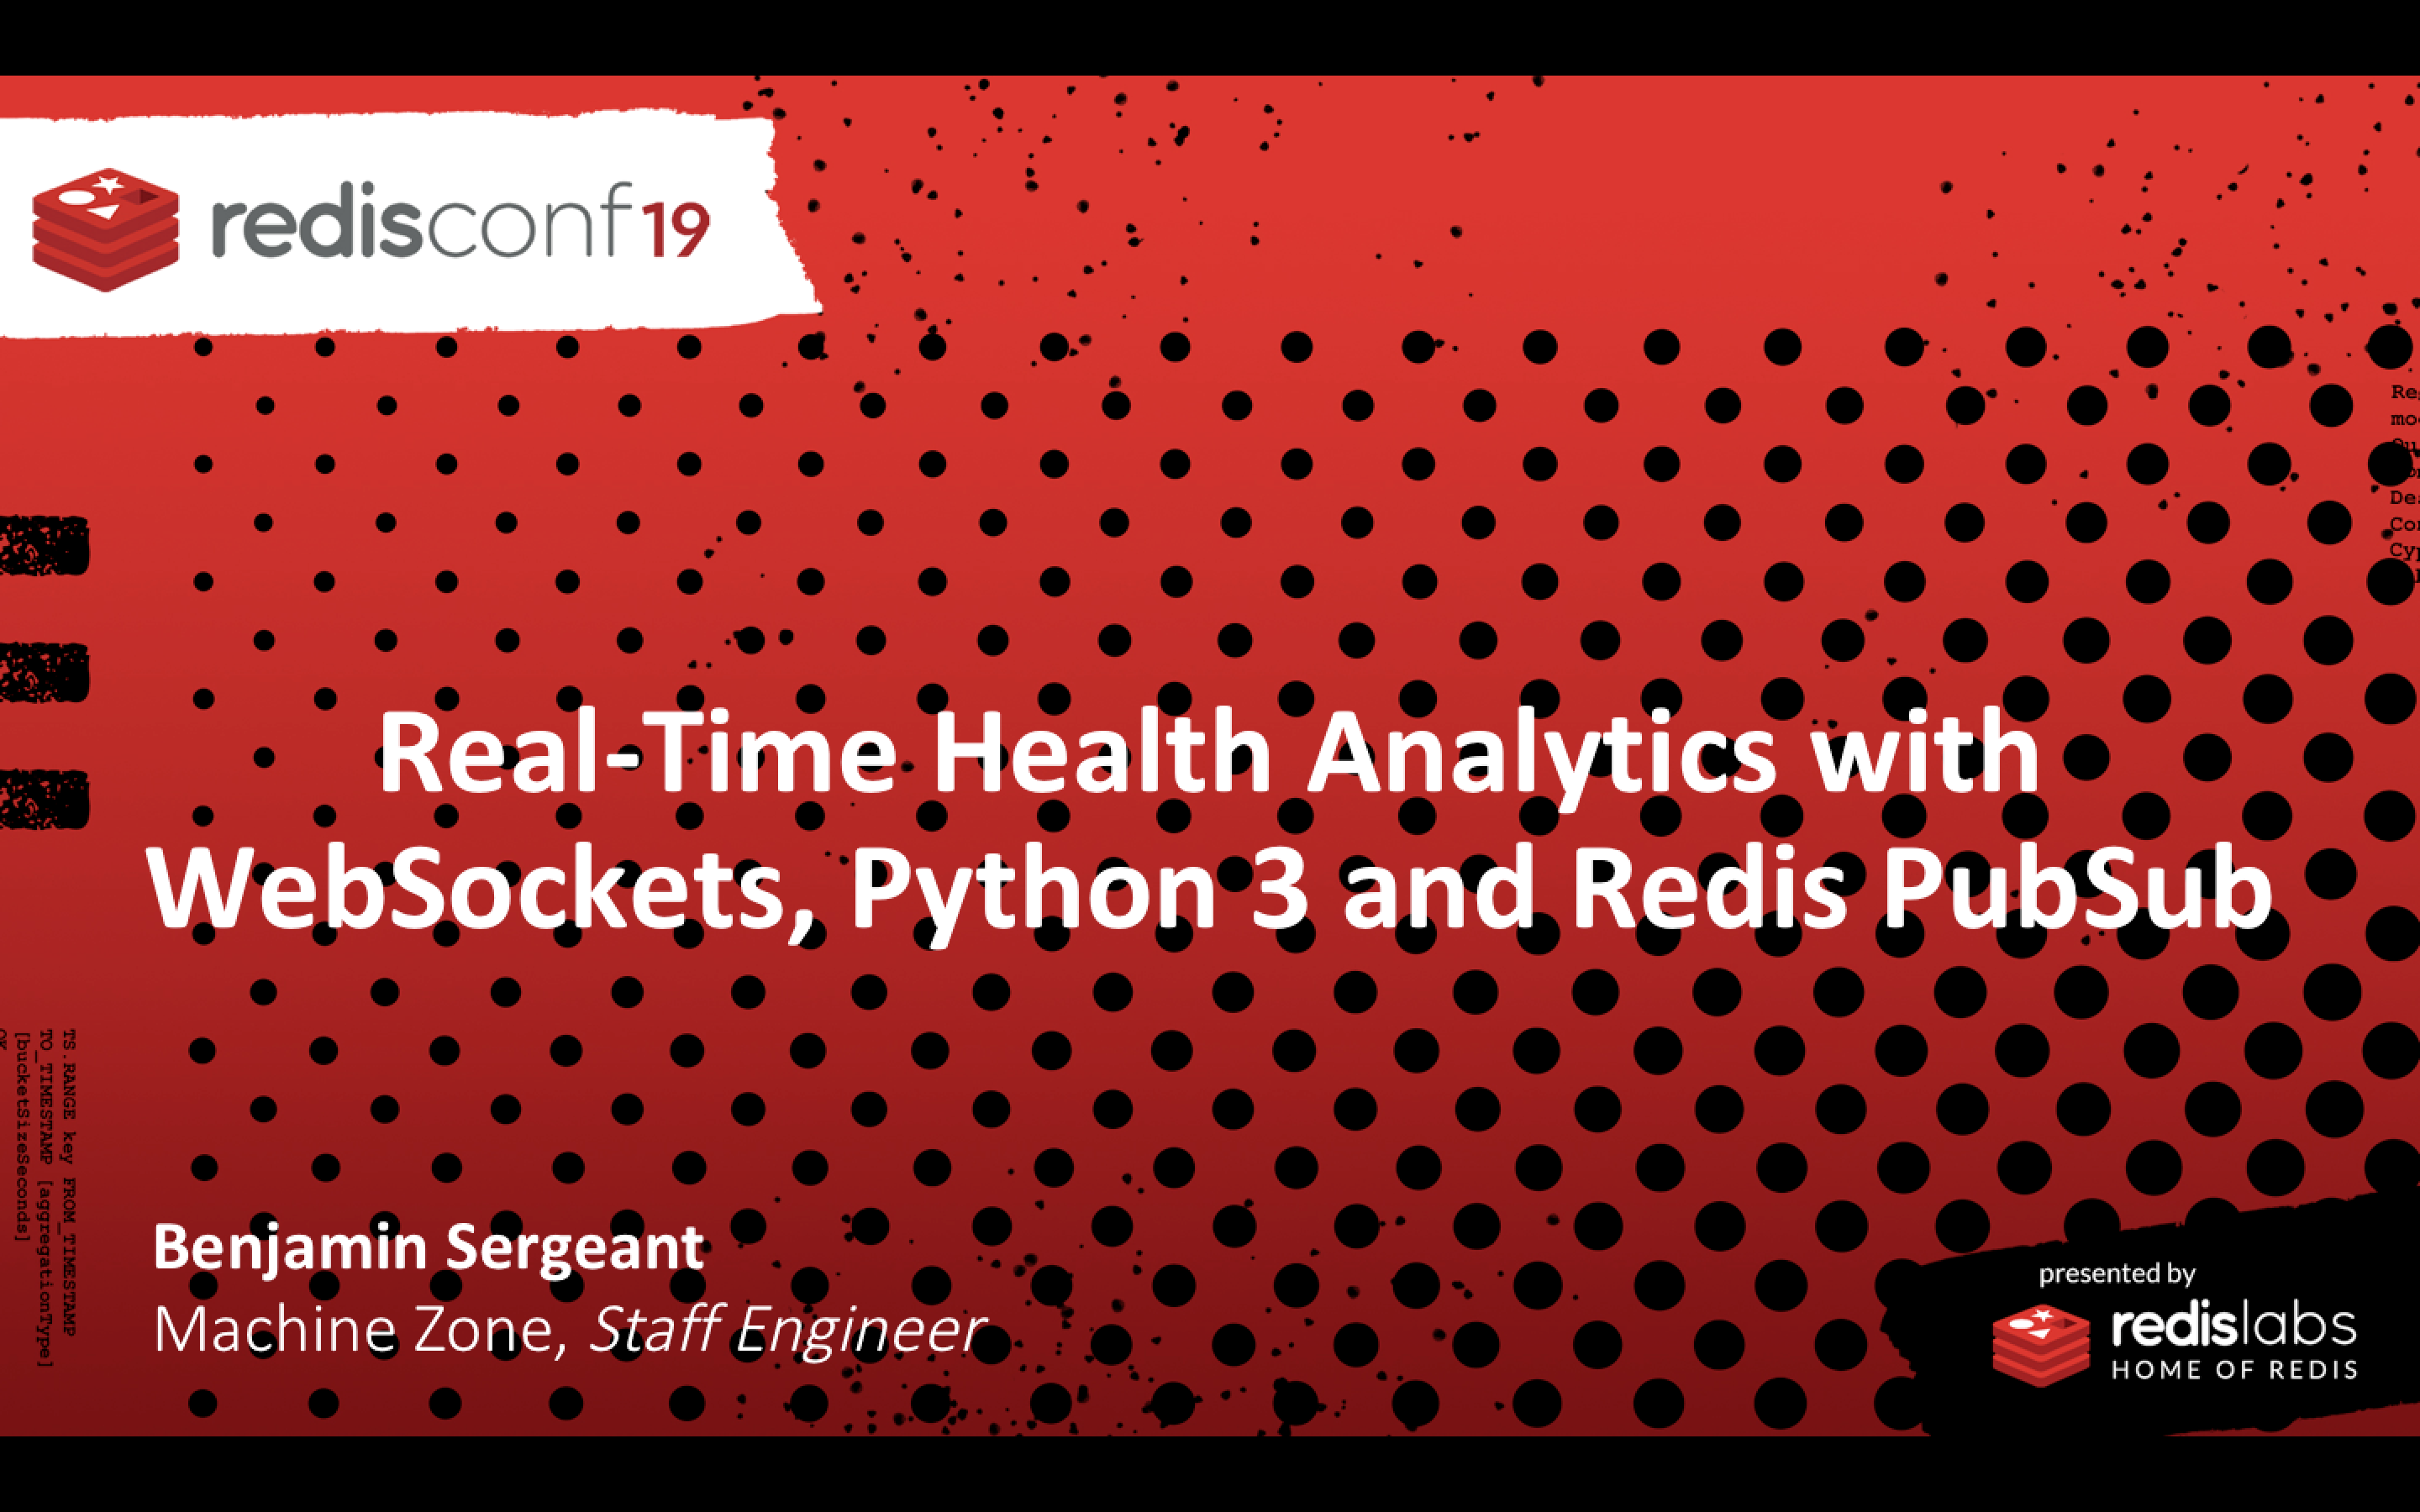 redisconf19
Real-Time Health Analytics with
WebSockets, Python 3 and Redis PubSub
Benjamin Sergeant
Machine Zone, Staff Engineer
presented by
redislabs
HOME OF REDIS
TS.RANGE key FROM_TIMESTAMP
TO_TIMESTAMP [aggregationType]
[bucketSizeSeconds]
OK